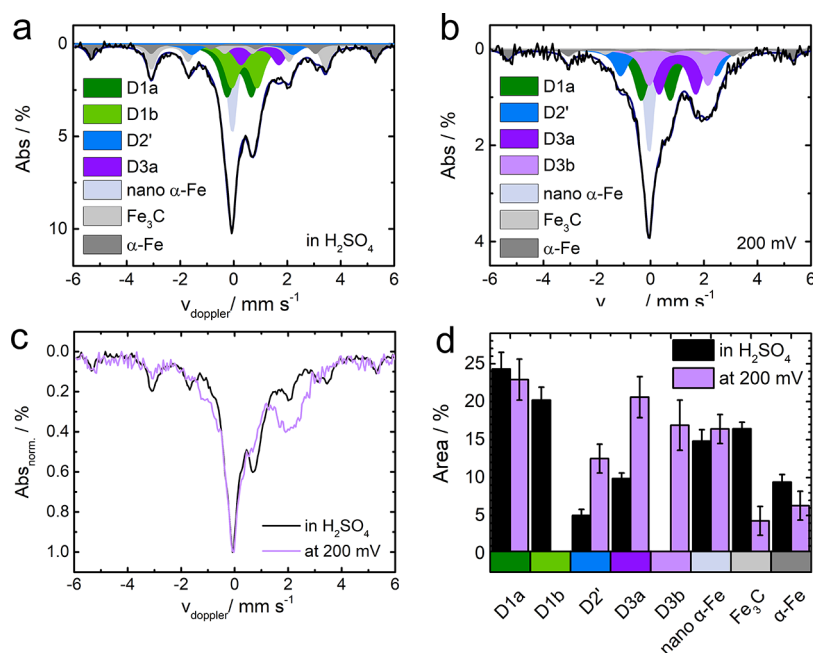 a
0
5
10
Abs / %
D1a
D1b
D2'
D3a
nano α-Fe
Fe₃C
α-Fe
in H₂SO₄
-6 -4 -2 0 2 4 6
v_doppler / mm s⁻¹
b
0
2
4
Abs / %
D1a
D2'
D3a
D3b
nano α-Fe
Fe₃C
α-Fe
200 mV
-6 -4 -2 0 2 4 6
v / mm s⁻¹
c
0.0
0.2
0.4
0.6
0.8
1.0
Abs_norm. / %
in H₂SO₄
at 200 mV
-6 -4 -2 0 2 4 6
v_doppler / mm s⁻¹
d
25
20
15
10
5
0
Area / %
in H₂SO₄
at 200 mV
D1a
D1b
D2'
D3a
D3b
nano α-Fe
Fe₃C
α-Fe